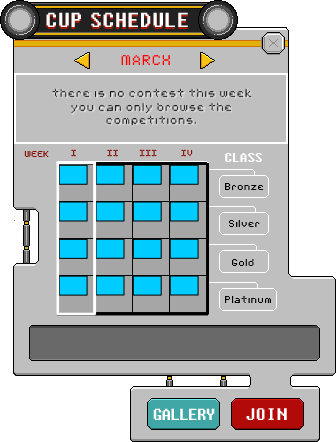 CUP SCHEDULE
MARCH
there is no contest this week
you can only browse the
competitions.
WEEK I II III IV CLASS
Bronze
Silver
Gold
Platinum
GALLERY JOIN